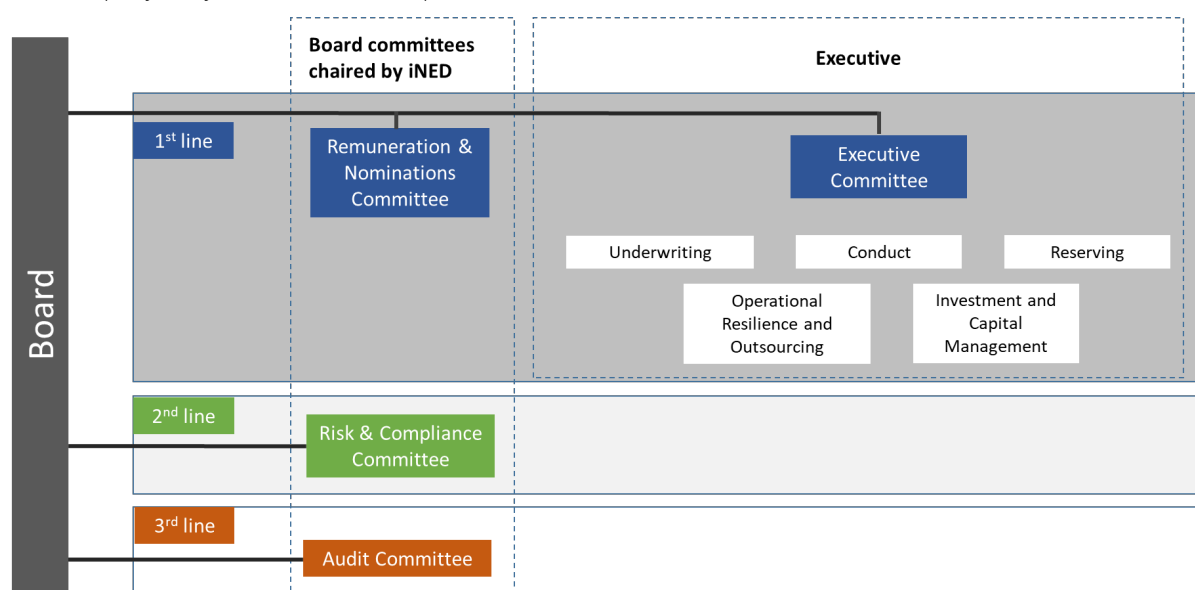 Board committees
chaired by iNED
Executive
1st line
Remuneration &
Nominations
Committee
Executive
Committee
Underwriting
Conduct
Reserving
Operational
Resilience and
Outsourcing
Investment and
Capital
Management
Board
2nd line
Risk & Compliance
Committee
3rd line
Audit Committee